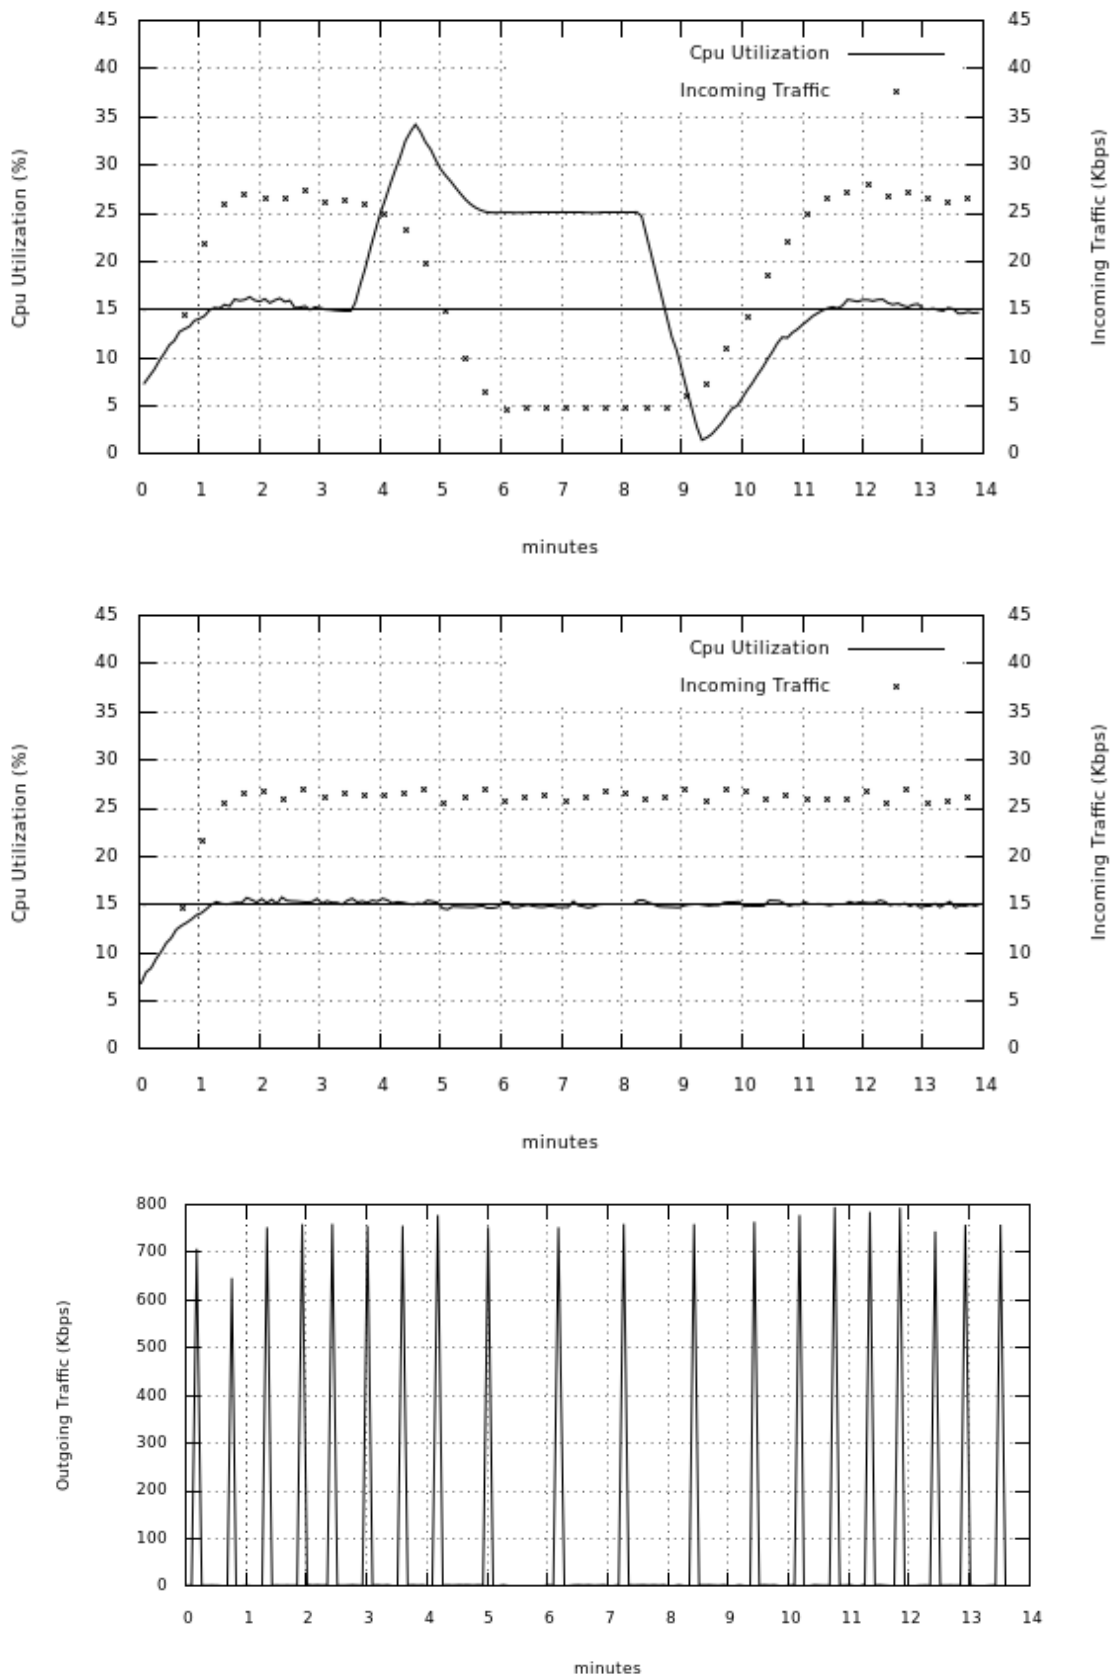 45 45
Cpu Utilization
40 40
Incoming Traffic
35 35
30 30
Cpu Utilization (%)
Incoming Traffic (Kbps)
25 25
20 20
15 15
10 10
5 5
0 0
0 1 2 3 4 5 6 7 8 9 10 11 12 13 14
minutes
45 45
Cpu Utilization
40 40
Incoming Traffic
35 35
30 30
Cpu Utilization (%)
Incoming Traffic (Kbps)
25 25
20 20
15 15
10 10
5 5
0 0
0 1 2 3 4 5 6 7 8 9 10 11 12 13 14
minutes
800
700
600
500
Outgoing Traffic (Kbps)
400
300
200
100
0
0 1 2 3 4 5 6 7 8 9 10 11 12 13 14
minutes